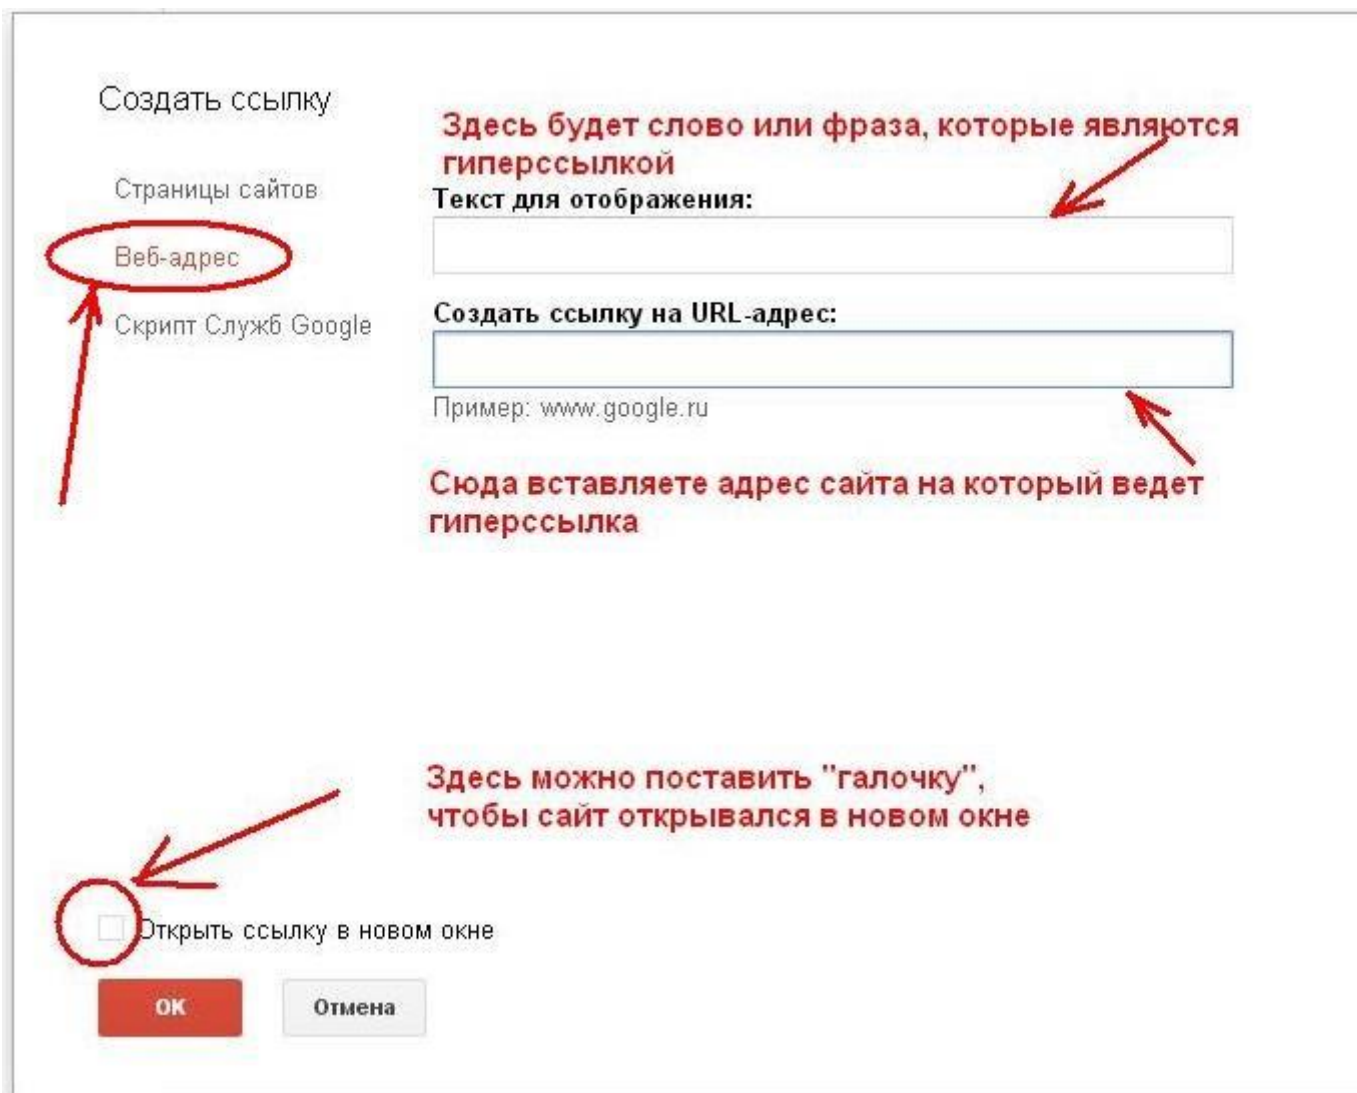 Создать ссылку
Здесь будет слово или фраза, которые являются
гиперссылкой
Страницы сайтов
Текст для отображения:
Веб-адрес
Создать ссылку на URL-адрес:
Скрипт Служб Google
Пример: www.google.ru
Сюда вставляете адрес сайта на который ведет
гиперссылка
Здесь можно поставить "галочку",
чтобы сайт открывался в новом окне
Открыть ссылку в новом окне
ОК
Отмена